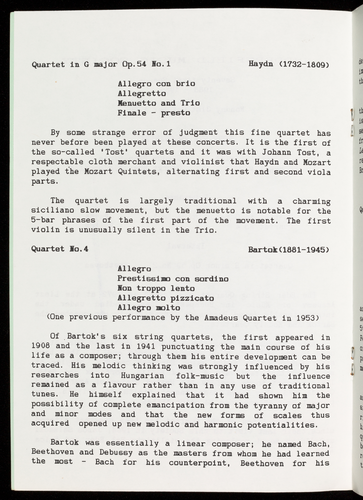 Quartet in G major Op.54 No.1 Haydn (1732-1809)
Allegro con brio
Allegretto
Menuetto and Trio
Finale - presto
By some strange error of judgment this fine quartet has
never before been played at these concerts. It is the first of
the so-called 'Tost' quartets and it was with Johann Tost, a
respectable cloth merchant and violinist that Haydn and Mozart
played the Mozart Quintets, alternating first and second viola
parts.
The quartet is largely traditional with a charming
siciliano slow movement, but the menuetto is notable for the
5-bar phrases of the first part of the movement. The first
violin is unusually silent in the Trio.
Quartet No.4 Bartok(1881-1945)
Allegro
Prestissimo con sordino
Non troppo lento
Allegretto pizzicato
Allegro molto
(One previous performance by the Amadeus Quartet in 1953)
Of Bartok's six string quartets, the first appeared in
1908 and the last in 1941 punctuating the main course of his
life as a composer; through them his entire development can be
traced. His melodic thinking was strongly influenced by his
researches into Hungarian folk-music but the influence
remained as a flavour rather than in any use of traditional
tunes. He himself explained that it had shown him the
possibility of complete emancipation from the tyranny of major
and minor modes and that the new forms of scales thus
acquired opened up new melodic and harmonic potentialities.
Bartok was essentially a linear composer; he named Bach,
Beethoven and Debussy as the masters from whom he had learned
the most - Bach for his counterpoint, Beethoven for his